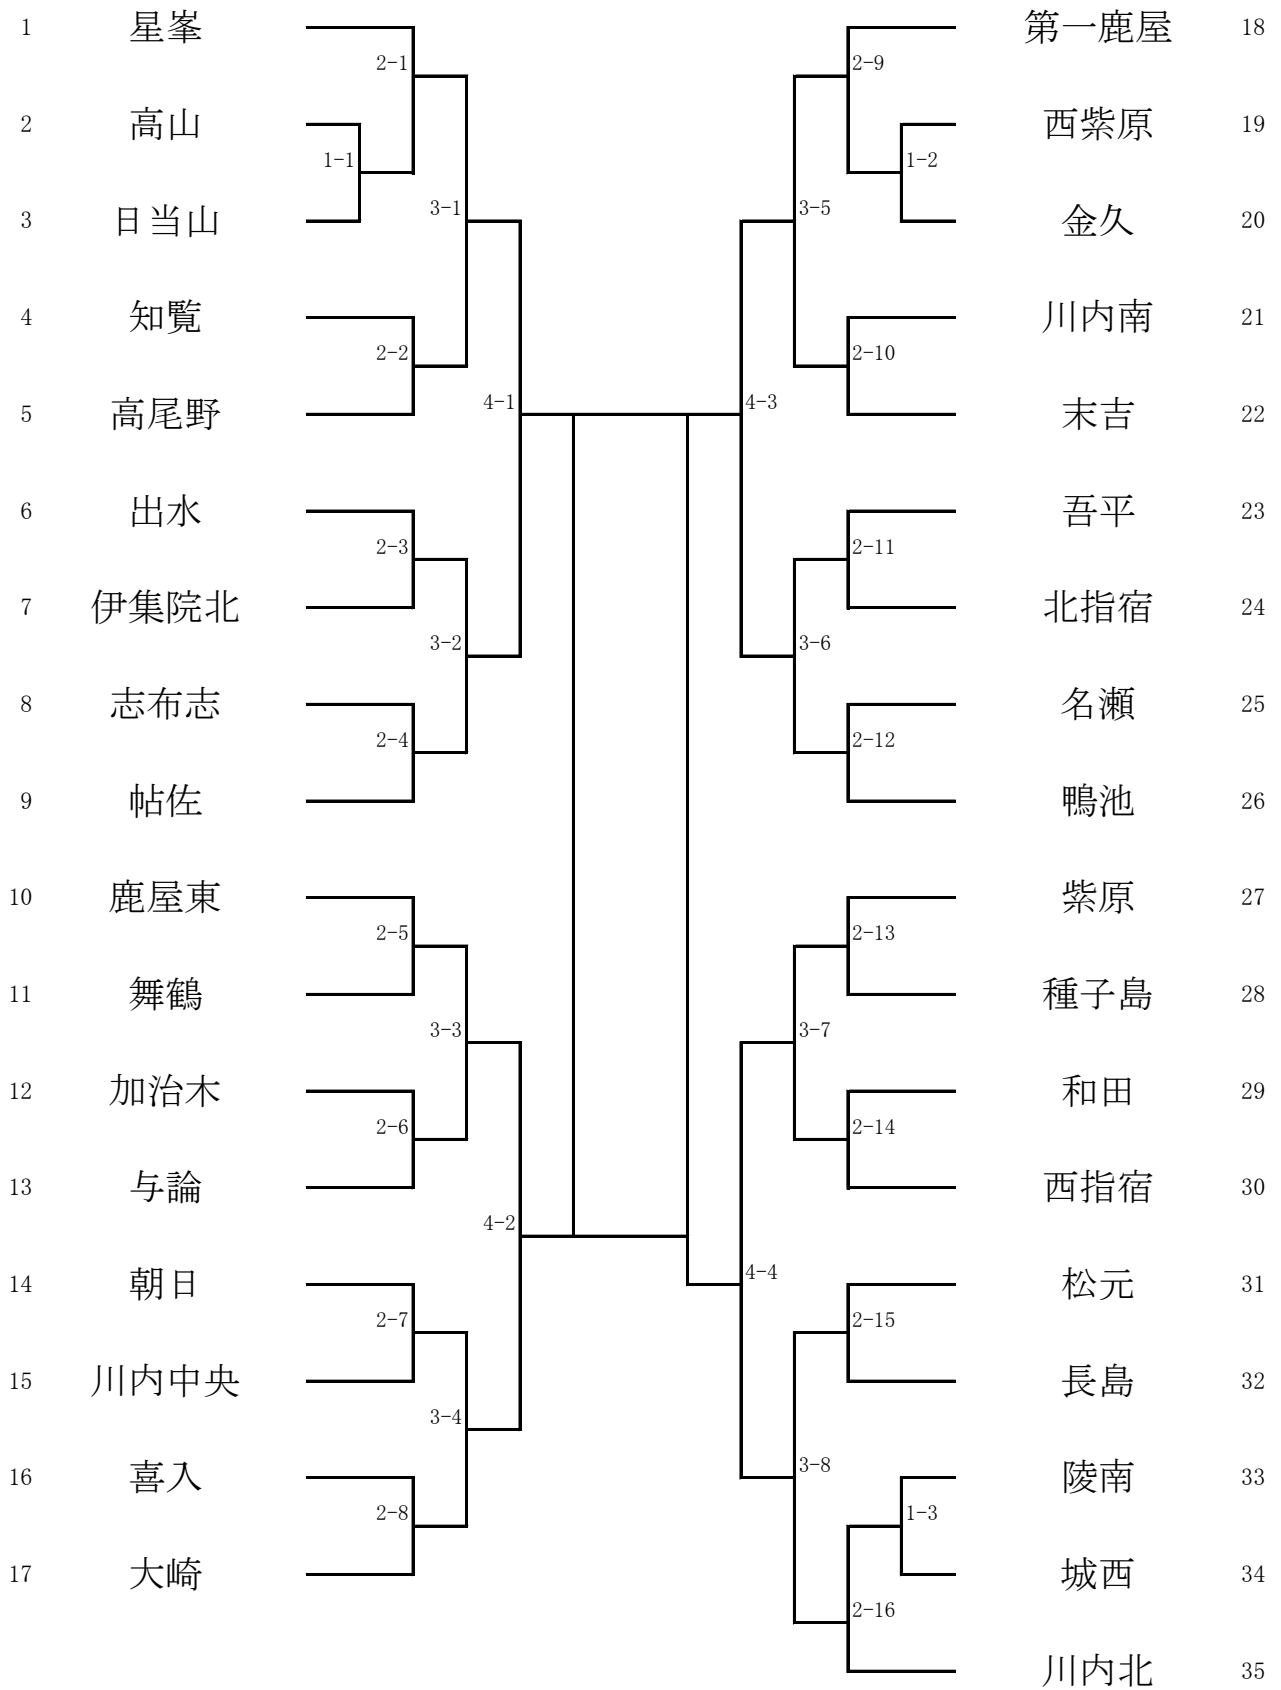 1 星峯 第一鹿屋 18
2-1 2-9
2 高山 西紫原 19
1-1 1-2
3-1 3-5
3 日当山 金久 20
4 知覧 川内南 21
2-2 2-10
4-1 4-3
5 高尾野 末吉 22
6 出水 吾平 23
2-3 2-11
7 伊集院北 北指宿 24
3-2 3-6
8 志布志 名瀬 25
2-4 2-12
9 帖佐 鴨池 26
10 鹿屋東 紫原 27
2-5 2-13
11 舞鶴 種子島 28
3-3 3-7
12 加治木 和田 29
2-6 2-14
13 与論 西指宿 30
4-2
4-4
14 朝日 松元 31
2-7 2-15
15 川内中央 長島 32
3-4
3-8
16 喜入 陵南 33
2-8 1-3
17 大崎 城西 34
2-16
川内北 35